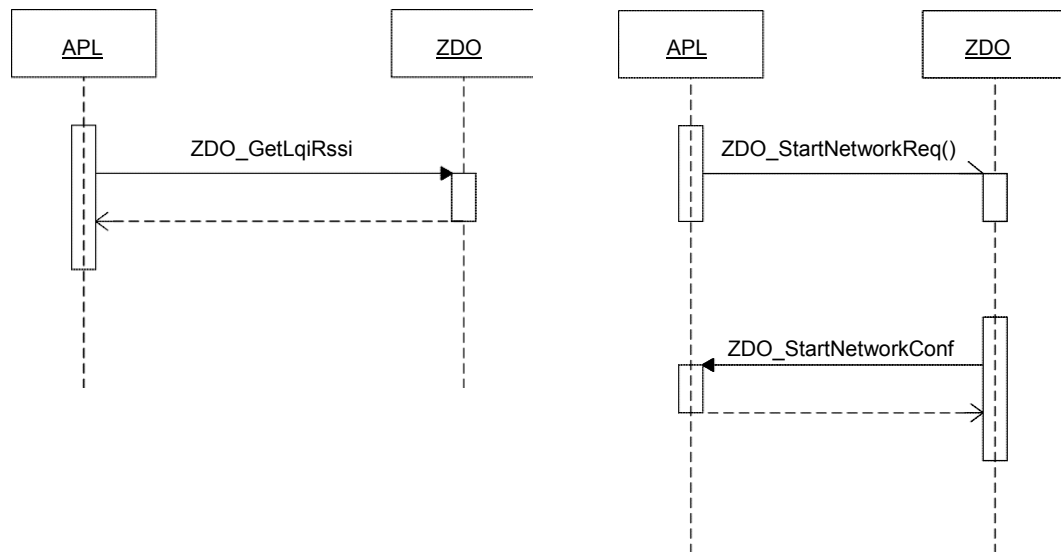 APL
ZDO
ZDO_GetLqiRssi
APL
ZDO
ZDO_StartNetworkReq()
ZDO_StartNetworkConf